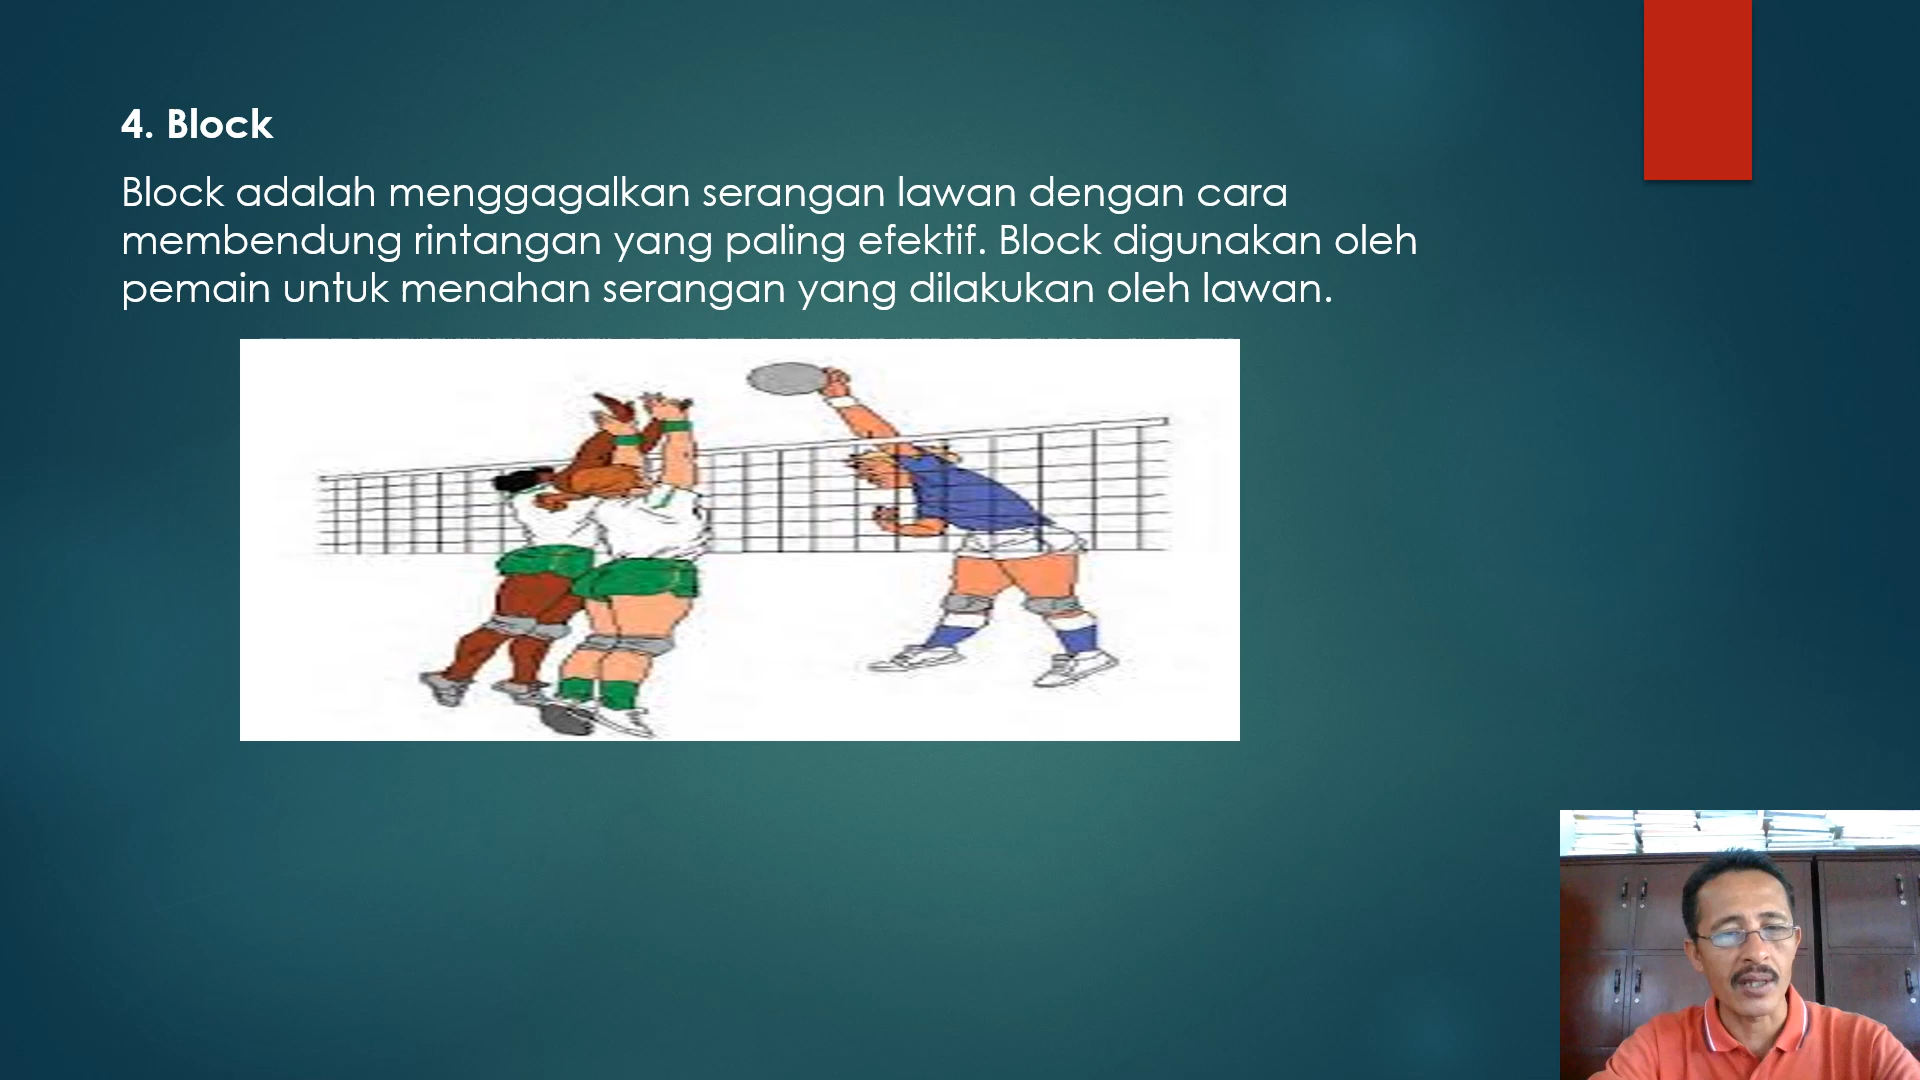 4. Block
Block adalah menggagalkan serangan lawan dengan cara
membendung rintangan yang paling efektif. Block digunakan oleh
pemain untuk menahan serangan yang dilakukan oleh lawan.